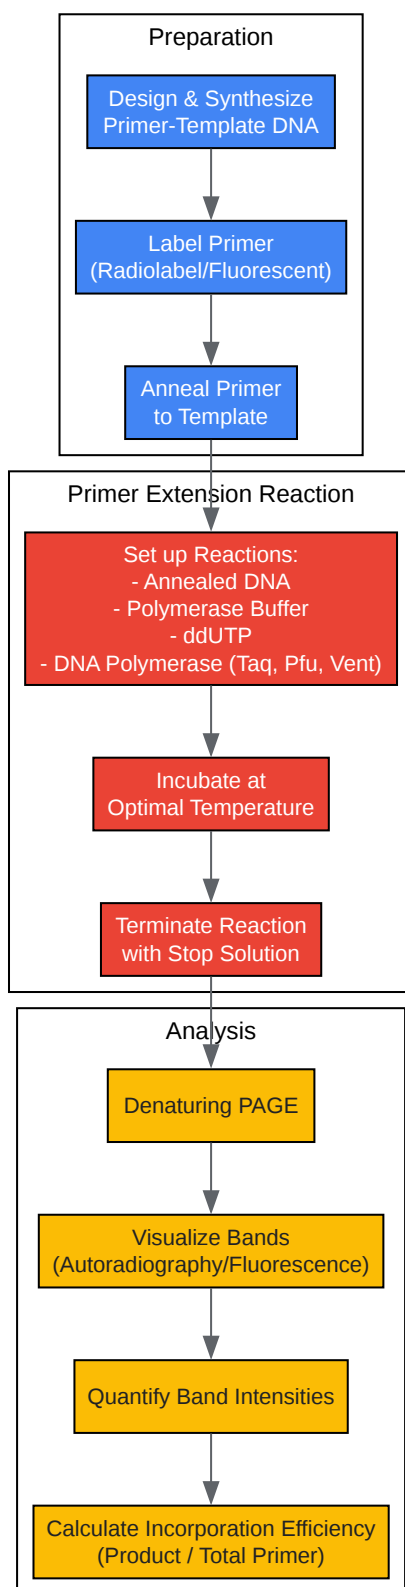 Preparation
Design & Synthesize
Primer-Template DNA
Label Primer
(Radiolabel/Fluorescent)
Anneal Primer
to Template
Primer Extension Reaction
Set up Reactions:
- Annealed DNA
- Polymerase Buffer
- ddUTP
- DNA Polymerase (Taq, Pfu, Vent)
Incubate at
Optimal Temperature
Terminate Reaction
with Stop Solution
Analysis
Denaturing PAGE
Visualize Bands
(Autoradiography/Fluorescence)
Quantify Band Intensities
Calculate Incorporation Efficiency
(Product / Total Primer)